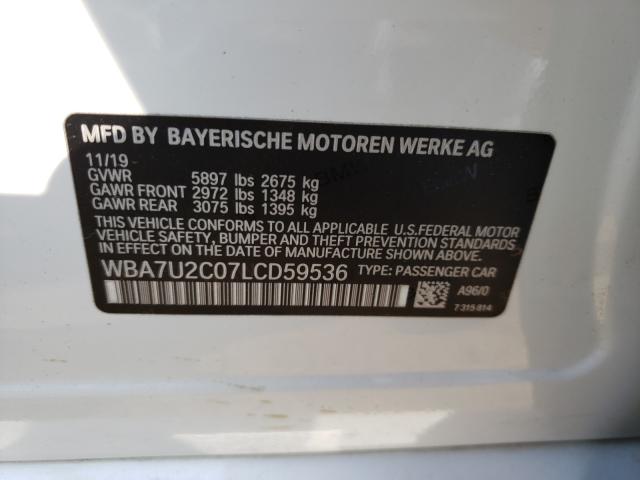 MFD BY BAYERISCHE MOTOREN WERKE AG
11/19
GVWR 5897 lbs 2675 kg
GAWR FRONT 2972 lbs 1348 kg
GAWR REAR 3075 lbs 1395 kg
THIS VEHICLE CONFORMS TO ALL APPLICABLE U.S.FEDERAL MOTOR
VEHICLE SAFETY, BUMPER AND THEFT PREVENTION STANDARDS
IN EFFECT ON THE DATE OF MANUFACTURE SHOWN ABOVE.
WBA7U2C07LCD59536 TYPE: PASSENGER CAR
A96/0
7 315 814